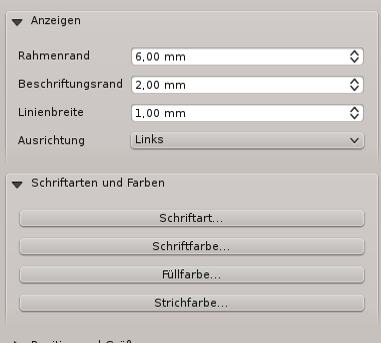 Anzeigen
Rahmenrand 6,00 mm
Beschriftungsrand 2,00 mm
Linienbreite 1,00 mm
Ausrichtung Links
Schriftarten und Farben
Schriftart...
Schriftfarbe...
Füllfarbe...
Strichfarbe...